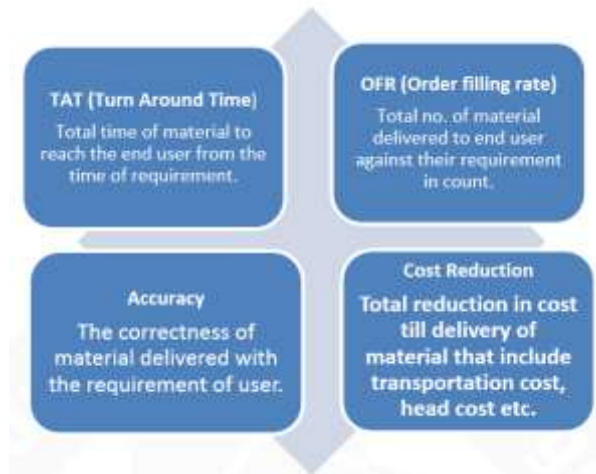 TAT (Turn Around Time)
Total time of material to
reach the end user from the
time of requirement.
OFR (Order filling rate)
Total no. of material
delivered to end user
against their requirement
in count.
Accuracy
The correctness of
material delivered with
the requirement of user.
Cost Reduction
Total reduction in cost
till delivery of
material that include
transportation cost,
head cost etc.